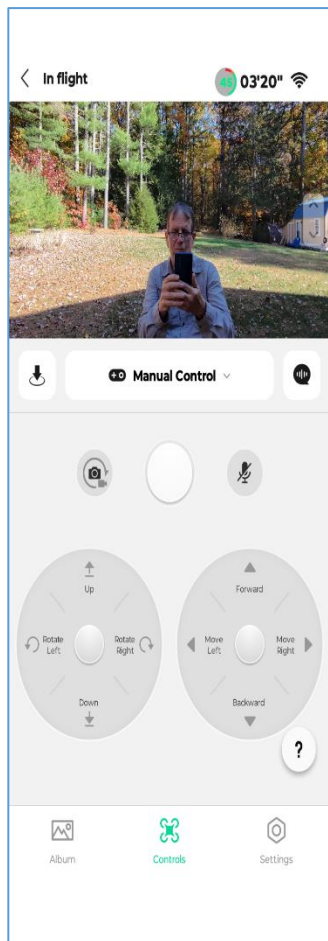 In flight
45 03'20"
Manual Control
Up
Rotate
Left
Rotate
Right
Down
Forward
Move
Left
Move
Right
Backward
?
Album
Controls
Settings